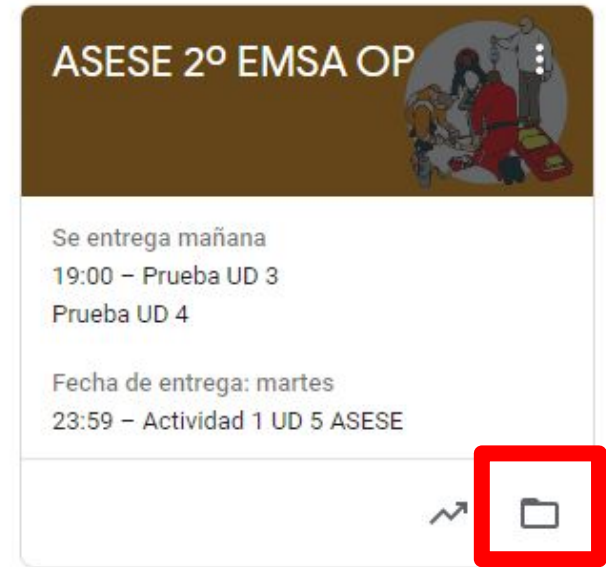 ASESE 2º EMSA OP
Se entrega mañana
19:00 – Prueba UD 3
Prueba UD 4
Fecha de entrega: martes
23:59 – Actividad 1 UD 5 ASESE